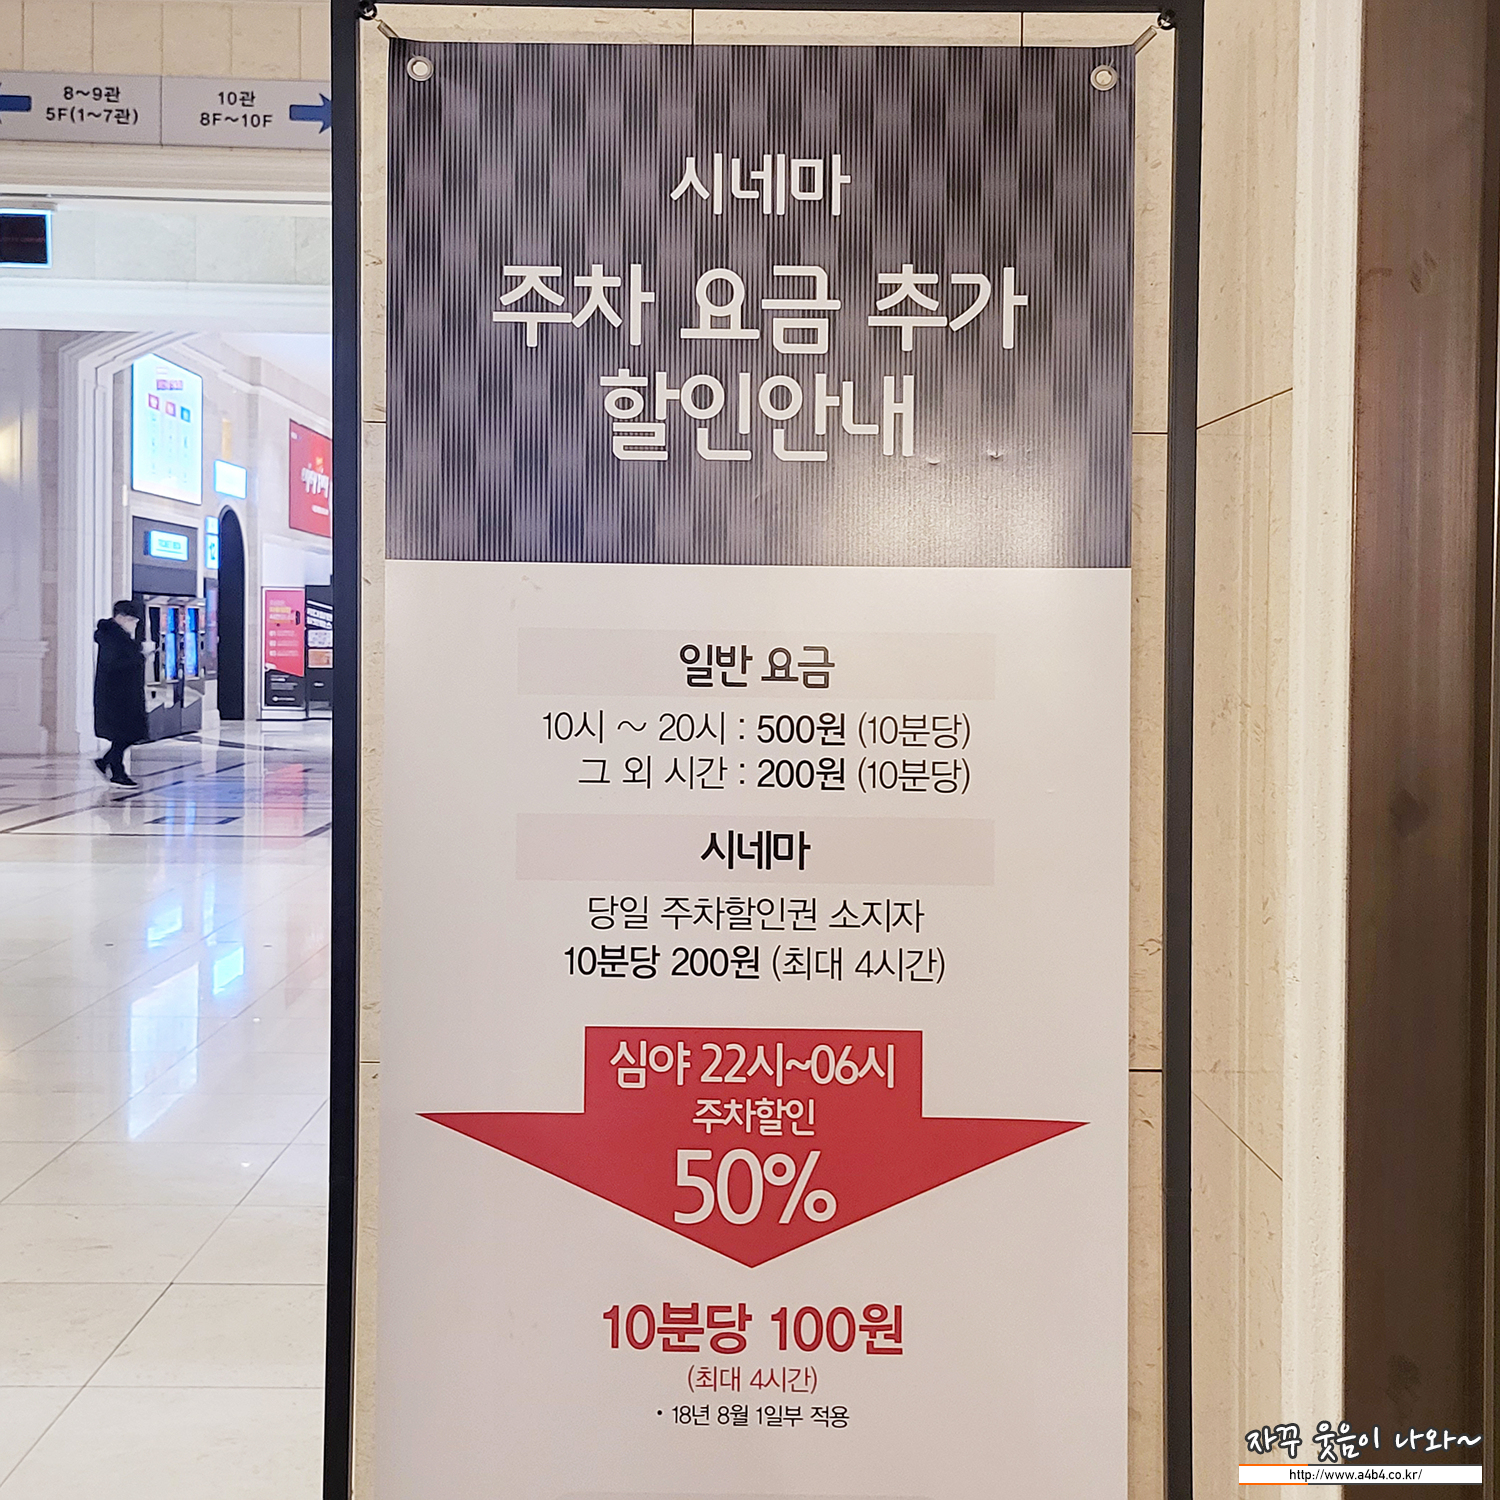 8~9관
5F(1~7관)
10관
8F~10F
시네마
주차 요금 추가
할인안내
일반 요금
10시 ~ 20시 : 500원 (10분당)
그 외 시간 : 200원 (10분당)
시네마
당일 주차할인권 소지자
10분당 200원 (최대 4시간)
심야 22시~06시
주차할인
50%
10분당 100원
(최대 4시간)
• 18년 8월 1일부 적용
자꾸 웃음이 나와~
http://www.a4b4.co.kr/